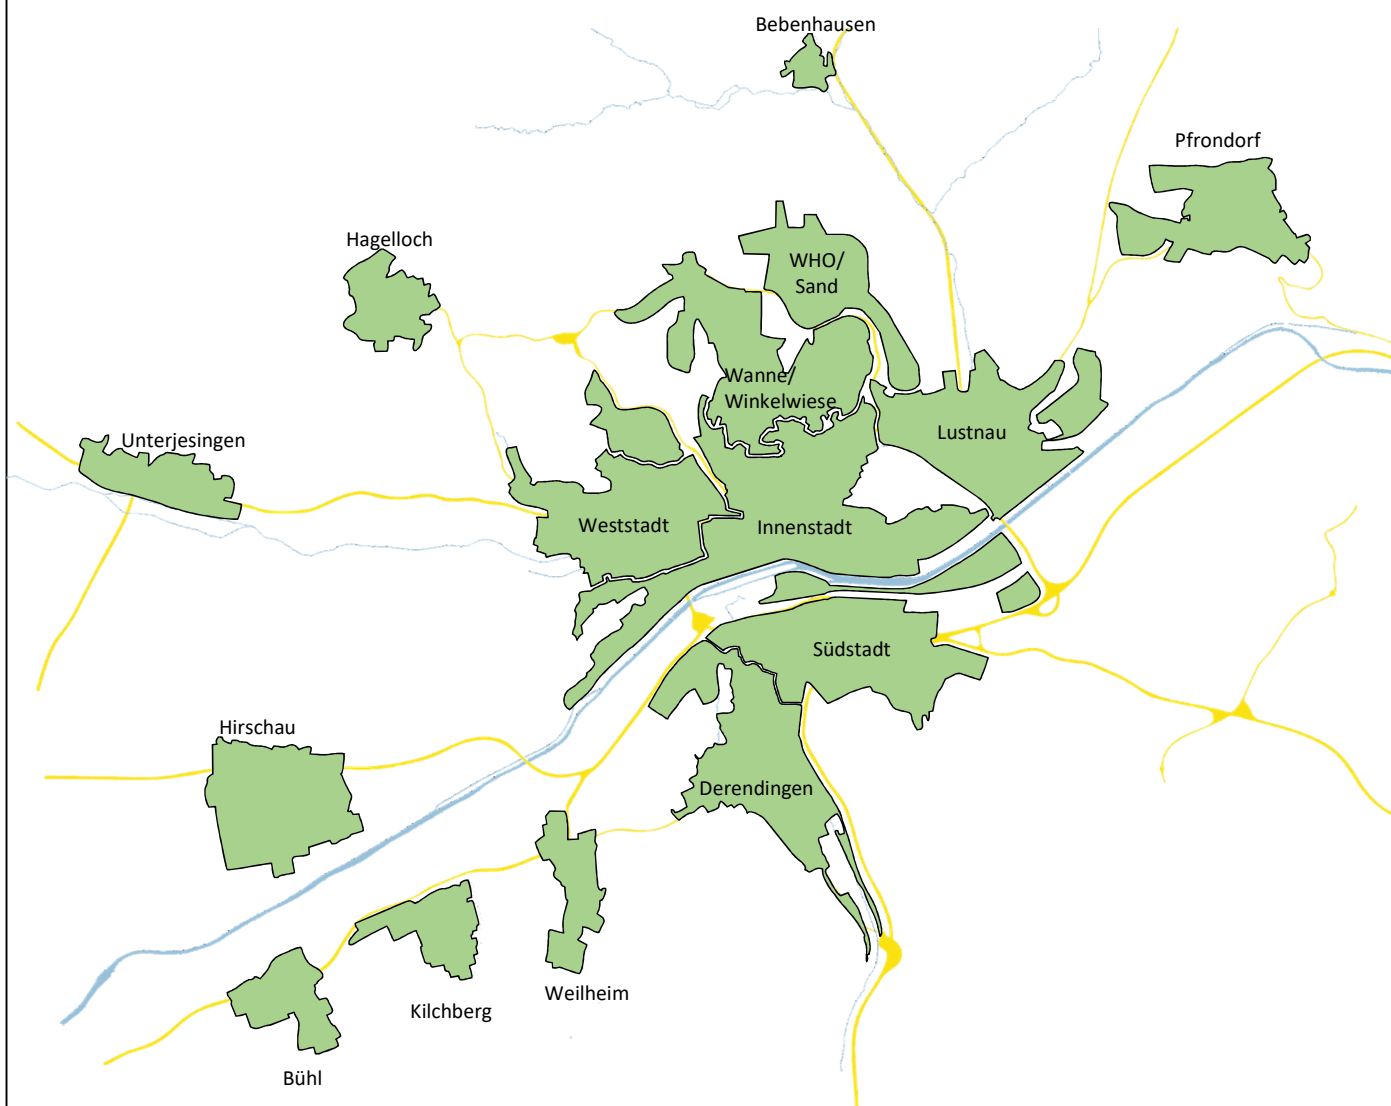 Bebenhausen
Pfrondorf
Hagelloch
WHO/
Sand
Wanne/
Winkelwiese
Lustnau
Unterjesingen
Weststadt
Innenstadt
Südstadt
Hirschau
Derendingen
Weilheim
Kilchberg
Bühl